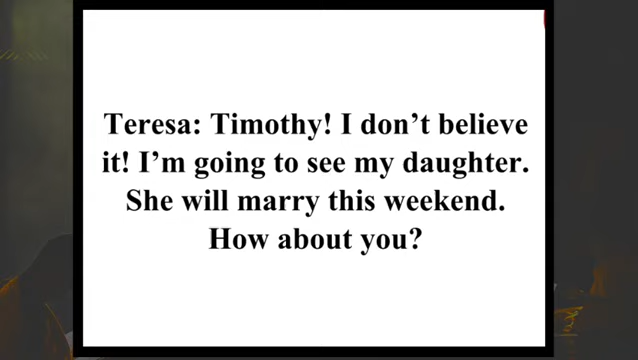 Teresa: Timothy! I don’t believe
it! I’m going to see my daughter.
She will marry this weekend.
How about you?